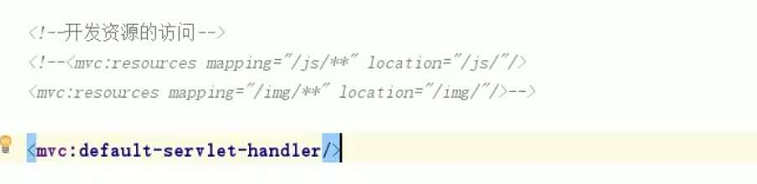 <!--开发资源的访问-->
<!--<mvc:resources mapping="/js/**" location="/js/"/>
<mvc:resources mapping="/img/**" location="/img/"/>-->
<mvc:default-servlet-handler/>